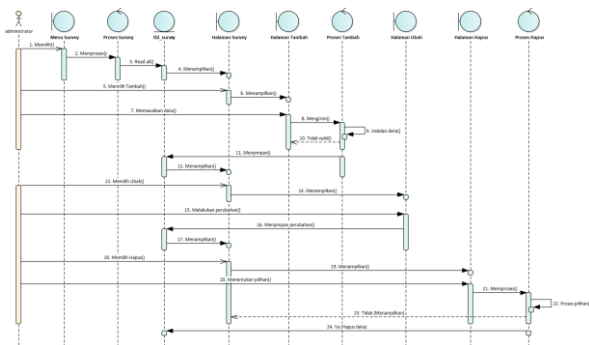 administrator
Menu Survey
Proses Survey
tbl_survey
Halaman Survey
Halaman Tambah
Proses Tambah
Halaman Ubah
Halaman Hapus
Proses Hapus
1. Memilih()
2. Memproses()
3. Read all()
4. Menampilkan()
5. Memilih Tambah()
6. Menampilkan()
7. Memasukkan data()
8. Mengirim()
9. Validasi data()
10. Tidak valid()
11. Menyimpan()
12. Menampilkan()
13. Memilih Ubah()
14. Menampilkan()
15. Melakukan perubahan()
16. Menyimpan perubahan()
17. Menampilkan()
18. Memilih Hapus()
19. Menampilkan()
20. Menentukan pilihan()
21. Memproses()
22. Proses pilihan()
23. Tidak (Menampilkan)
24. Ya: Hapus data()